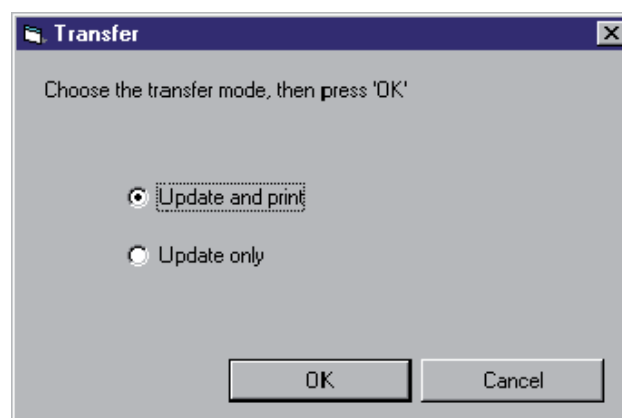 Transfer
Choose the transfer mode, then press 'OK'
Update and print
Update only
OK
Cancel